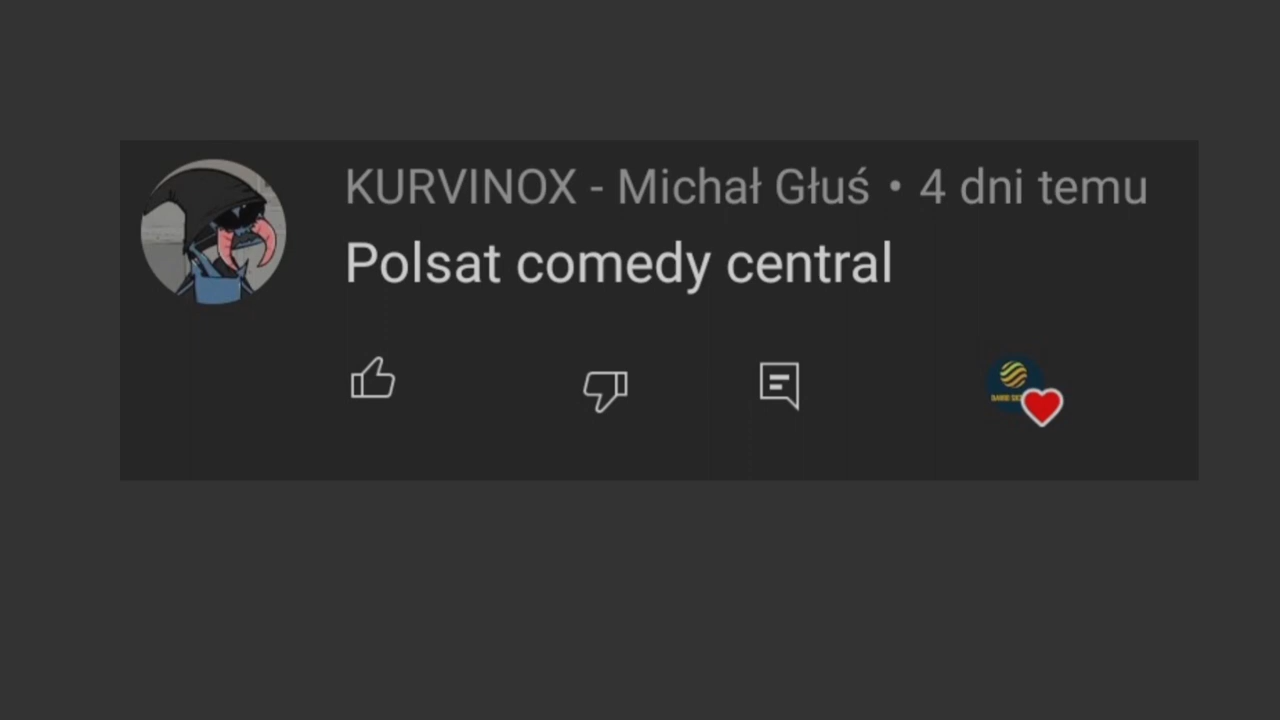 KURVINOX - Michał Głuś • 4 dni temu
Polsat comedy central